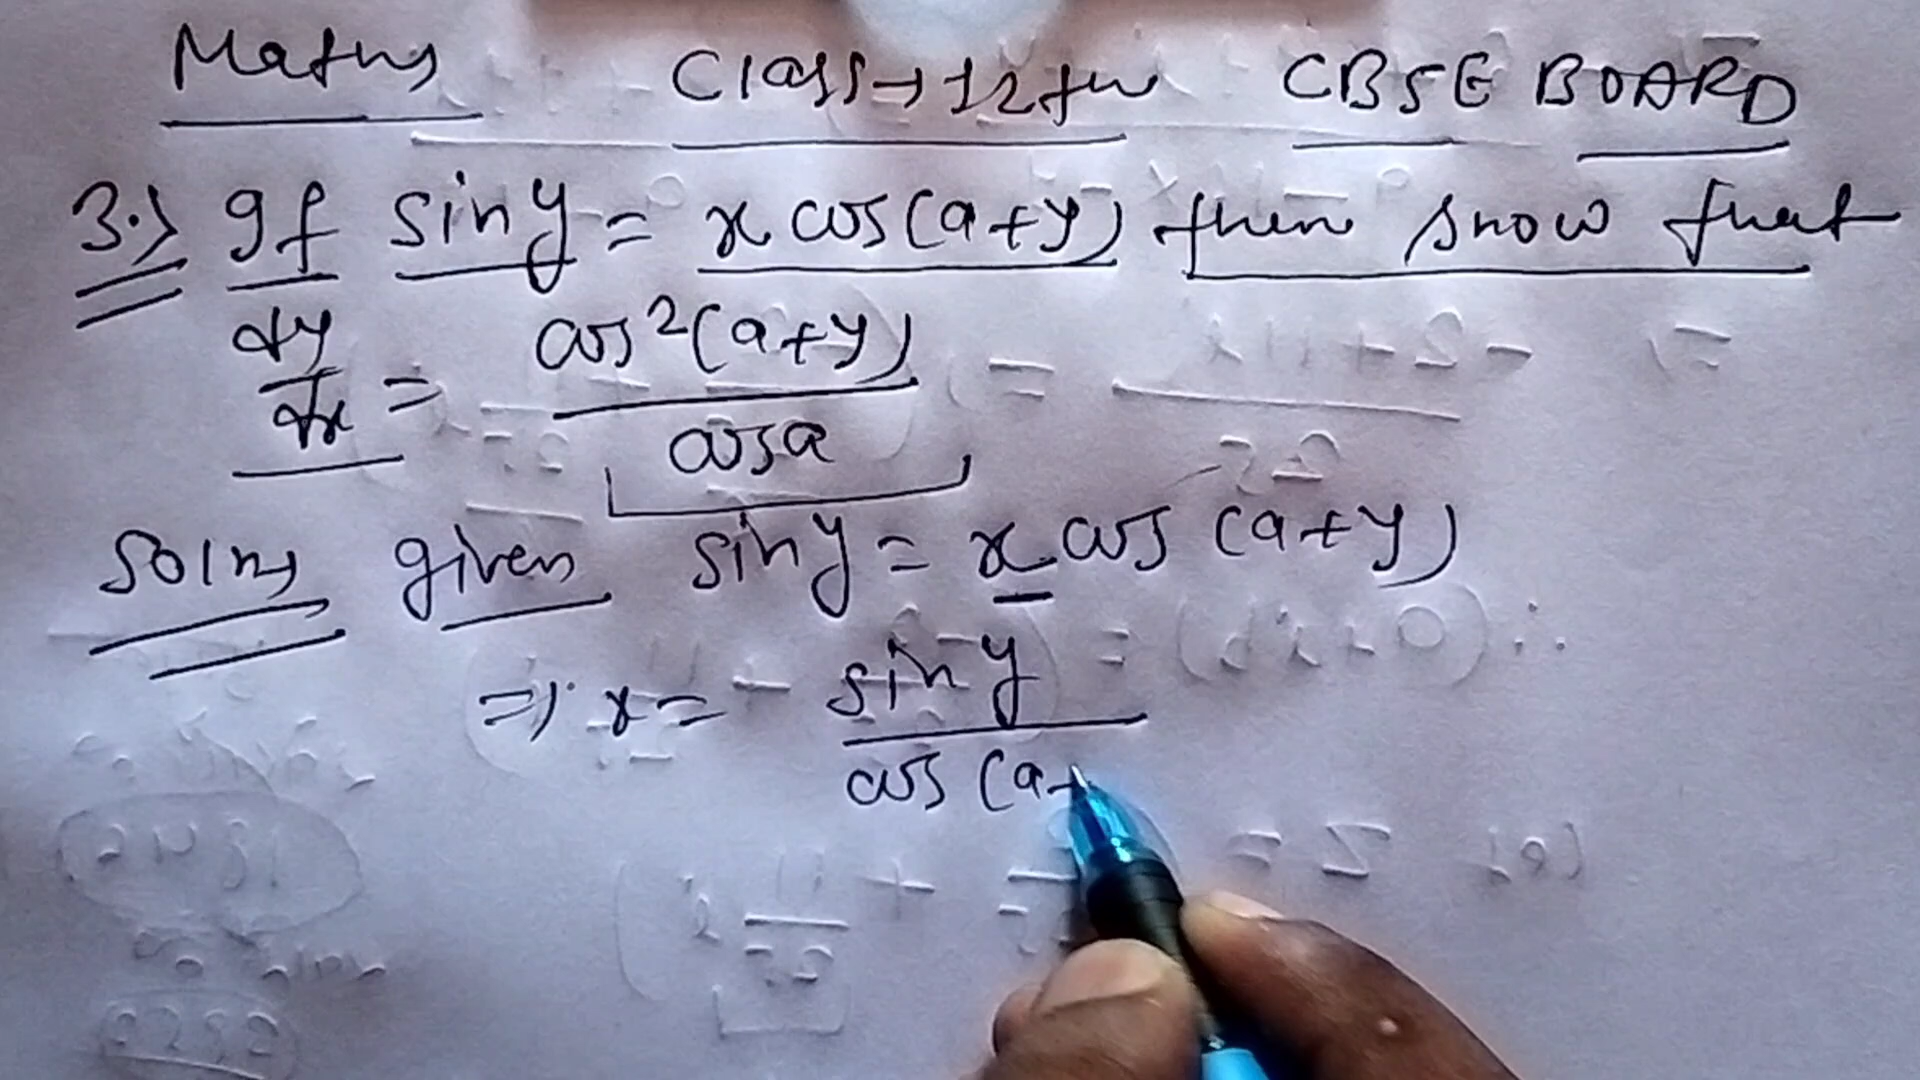 Maths Class→12th CBSE BOARD
3.> If sin y = x cos(a+y) then show that
dy/dx = cos²(a+y)/cosa
Soln> given sin y = x cos (a+y)
=> x = sin y / cos (a+